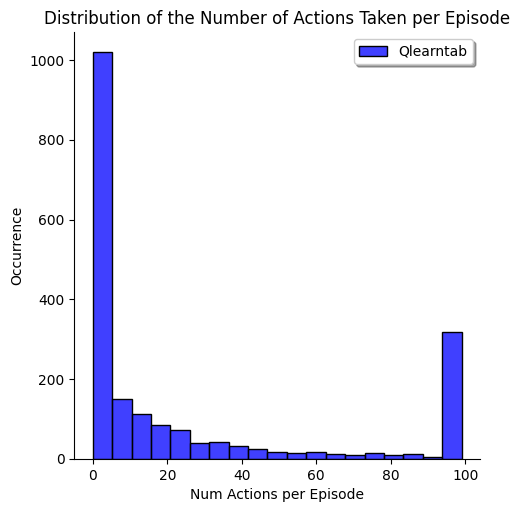 Distribution of the Number of Actions Taken per Episode
Qlearntab
1000
800
600
400
200
0
Occurrence
0 20 40 60 80 100
Num Actions per Episode